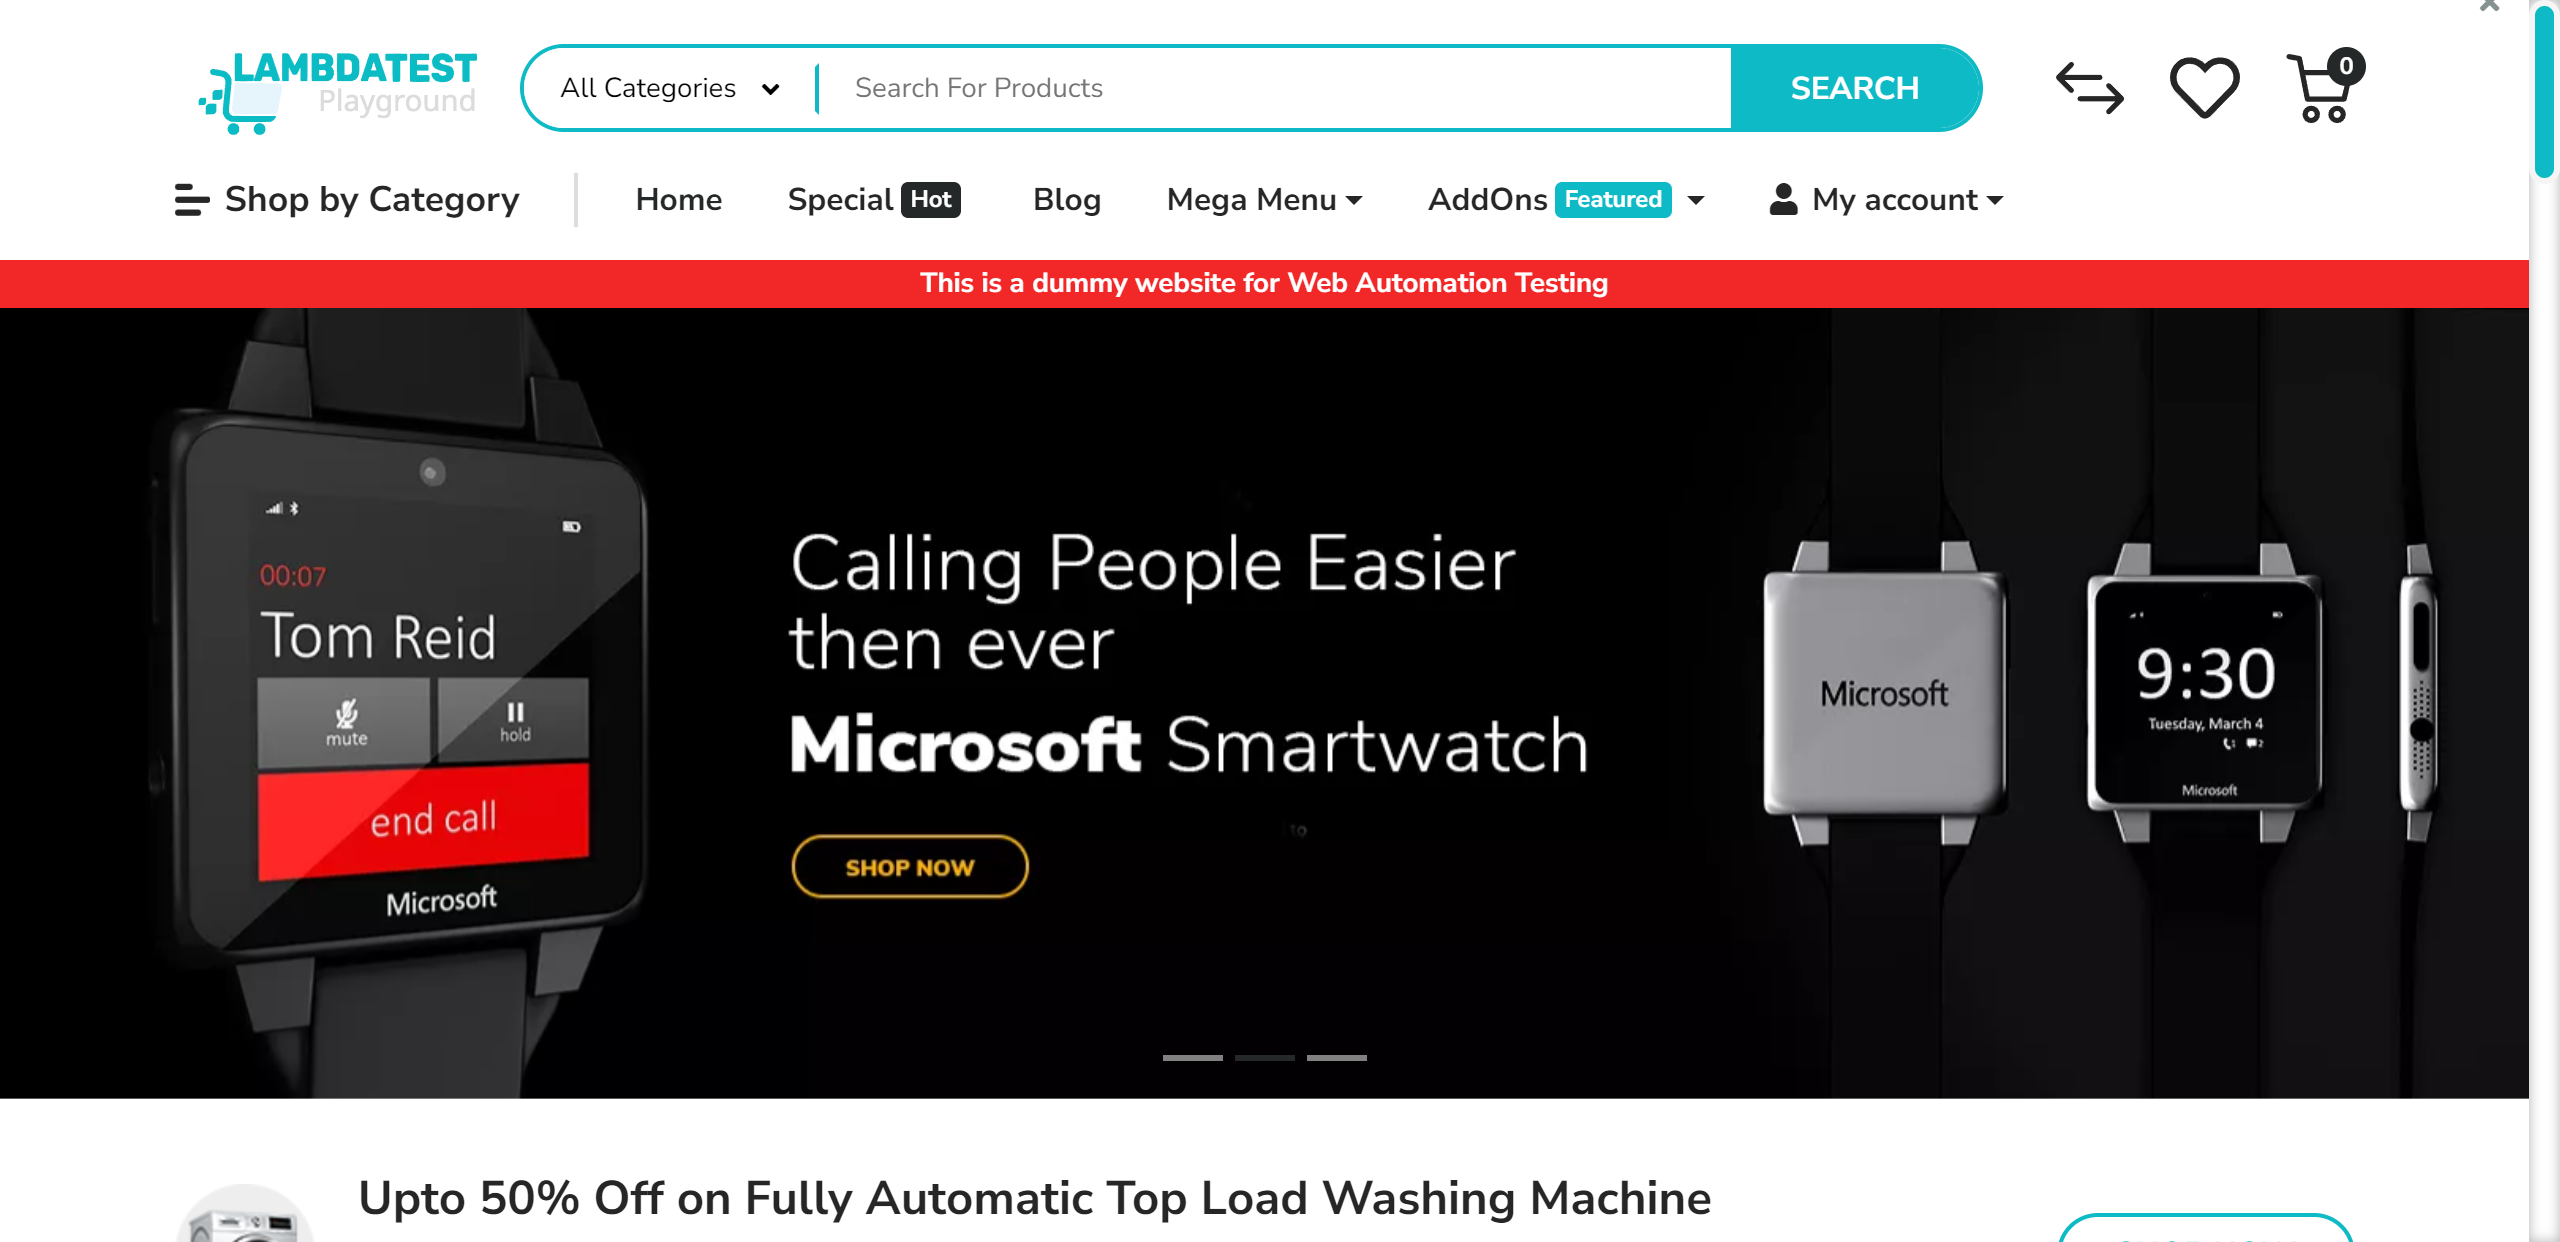 LAMBDATEST
Playground
All Categories
Search For Products
SEARCH
0
Shop by Category
Home
Special Hot
Blog
Mega Menu
AddOns Featured
My account
This is a dummy website for Web Automation Testing
00:07
Tom Reid
mute
hold
end call
Microsoft
Calling People Easier
then ever
Microsoft Smartwatch
SHOP NOW
to
Microsoft
9:30
Tuesday, March 4
Microsoft
Upto 50% Off on Fully Automatic Top Load Washing Machine